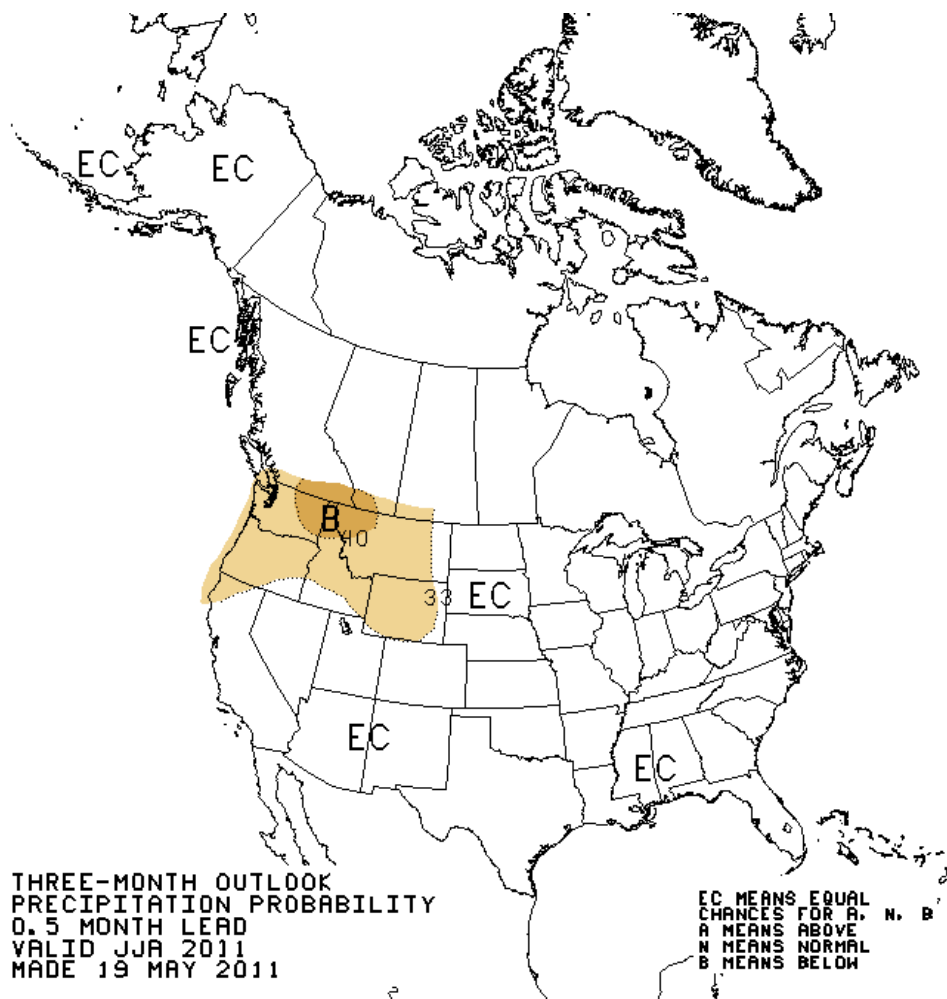 EC
EC
EC
B
40
33
EC
EC
EC
THREE-MONTH OUTLOOK
PRECIPITATION PROBABILITY
0.5 MONTH LEAD
VALID JJA 2011
MADE 19 MAY 2011
EC MEANS EQUAL
CHANCES FOR A, N, B
A MEANS ABOVE
N MEANS NORMAL
B MEANS BELOW